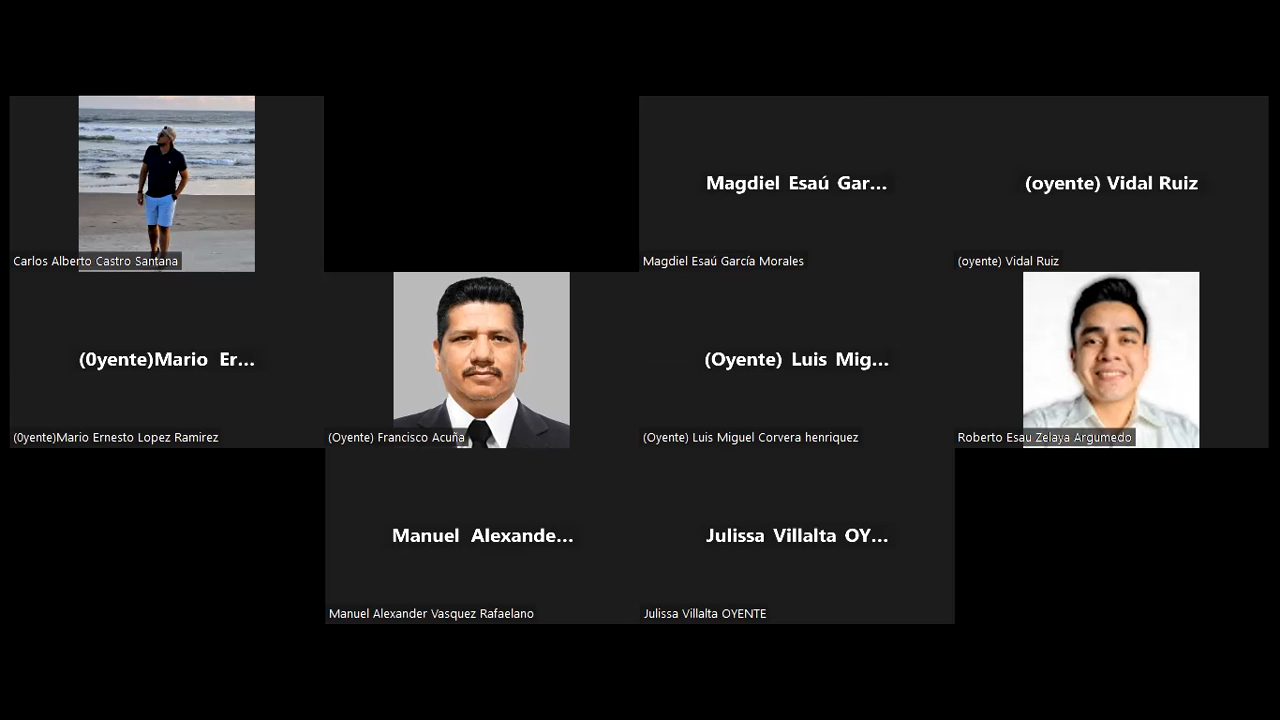 Magdiel Esaú Gar...
(oyente) Vidal Ruiz
Carlos Alberto Castro Santana
Magdiel Esaú García Morales
(oyente) Vidal Ruiz
(0yente)Mario Er...
(Oyente) Luis Mig...
(0yente)Mario Ernesto Lopez Ramirez
(Oyente) Francisco Acuña
(Oyente) Luis Miguel Corvera henriquez
Roberto Esau Zelaya Argumedo
Manuel Alexande...
Julissa Villalta OY...
Manuel Alexander Vasquez Rafaelano
Julissa Villalta OYENTE